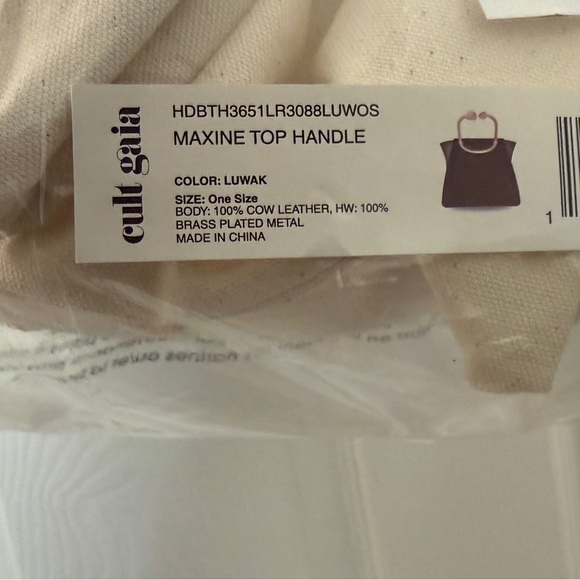 cult gaia
HDBTH3651LR3088LUWOS
MAXINE TOP HANDLE
COLOR: LUWAK
SIZE: One Size
BODY: 100% COW LEATHER, HW: 100%
BRASS PLATED METAL
MADE IN CHINA
1